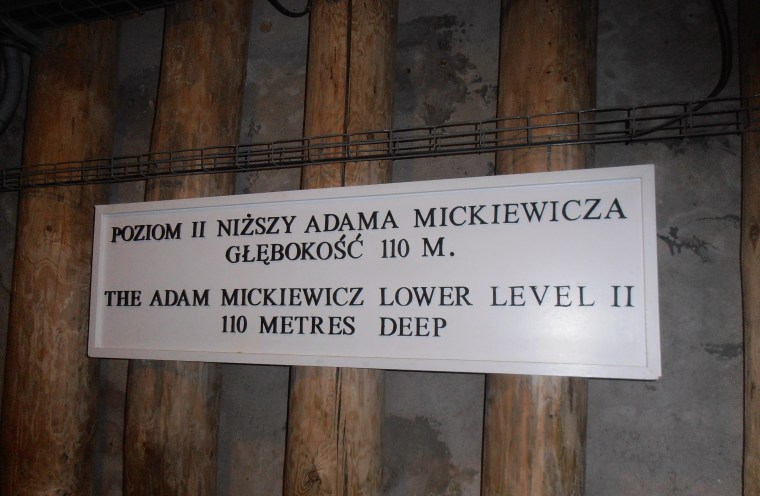 POZIOM II NIŻSZY ADAMA MICKIEWICZA
GŁĘBOKOŚĆ 110 M.
THE ADAM MICKIEWICZ LOWER LEVEL II
110 METRES DEEP